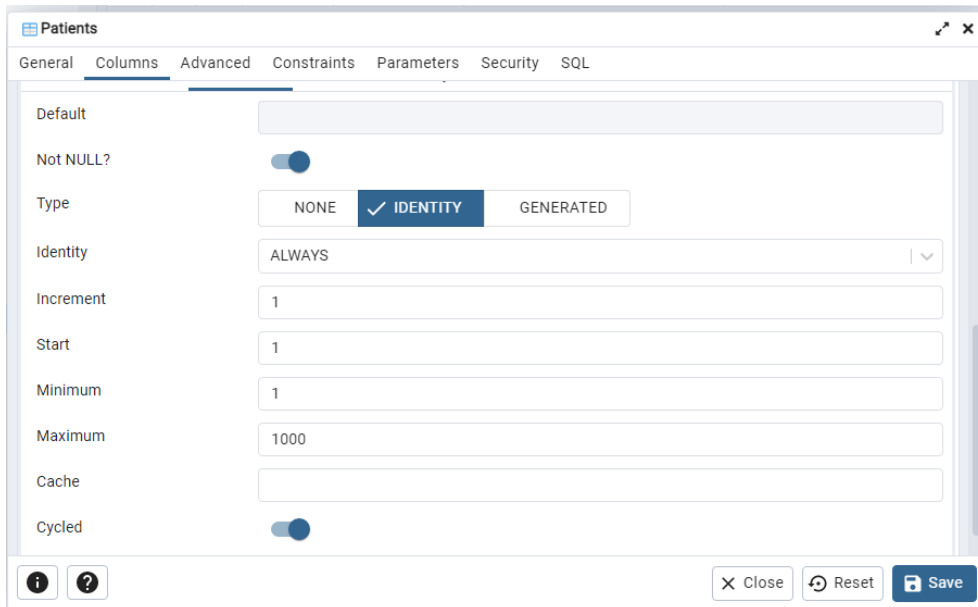 Patients
General Columns Advanced Constraints Parameters Security SQL
Default
Not NULL?
Type NONE IDENTITY GENERATED
Identity ALWAYS
Increment 1
Start 1
Minimum 1
Maximum 1000
Cache
Cycled
Close Reset Save